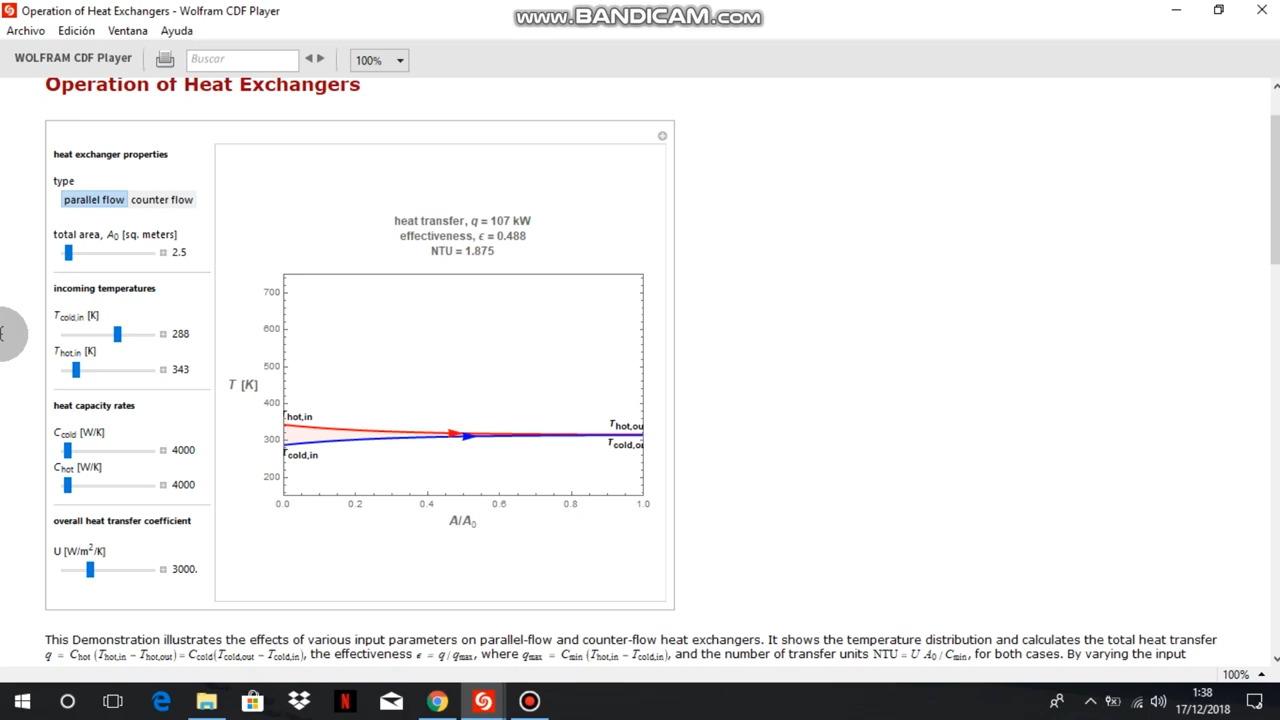 Operation of Heat Exchangers - Wolfram CDF Player
www.BANDICAM.com
Archivo Edición Ventana Ayuda
WOLFRAM CDF Player
Buscar
100%
Operation of Heat Exchangers
heat exchanger properties
type
parallel flow counter flow
total area, A0 [sq. meters]
2.5
incoming temperatures
Tcold,in [K]
288
Thot,in [K]
343
heat capacity rates
Ccold [W/K]
4000
Chot [W/K]
4000
overall heat transfer coefficient
U [W/m²/K]
3000.
heat transfer, q = 107 kW
effectiveness, ϵ = 0.488
NTU = 1.875
700
600
500
T [K]
400
300
200
Thot,in
Thot,ou
Tcold,in
Tcold,o
0.0 0.2 0.4 0.6 0.8 1.0
A/A0
This Demonstration illustrates the effects of various input parameters on parallel-flow and counter-flow heat exchangers. It shows the temperature distribution and calculates the total heat transfer
q = Chot (Thot,in − Thot,out) = Ccold(Tcold,out − Tcold,in), the effectiveness ϵ = q / qmax, where qmax = Cmin (Thot,in − Tcold,in), and the number of transfer units NTU = U A0 / Cmin, for both cases. By varying the input
100%
1:38
17/12/2018